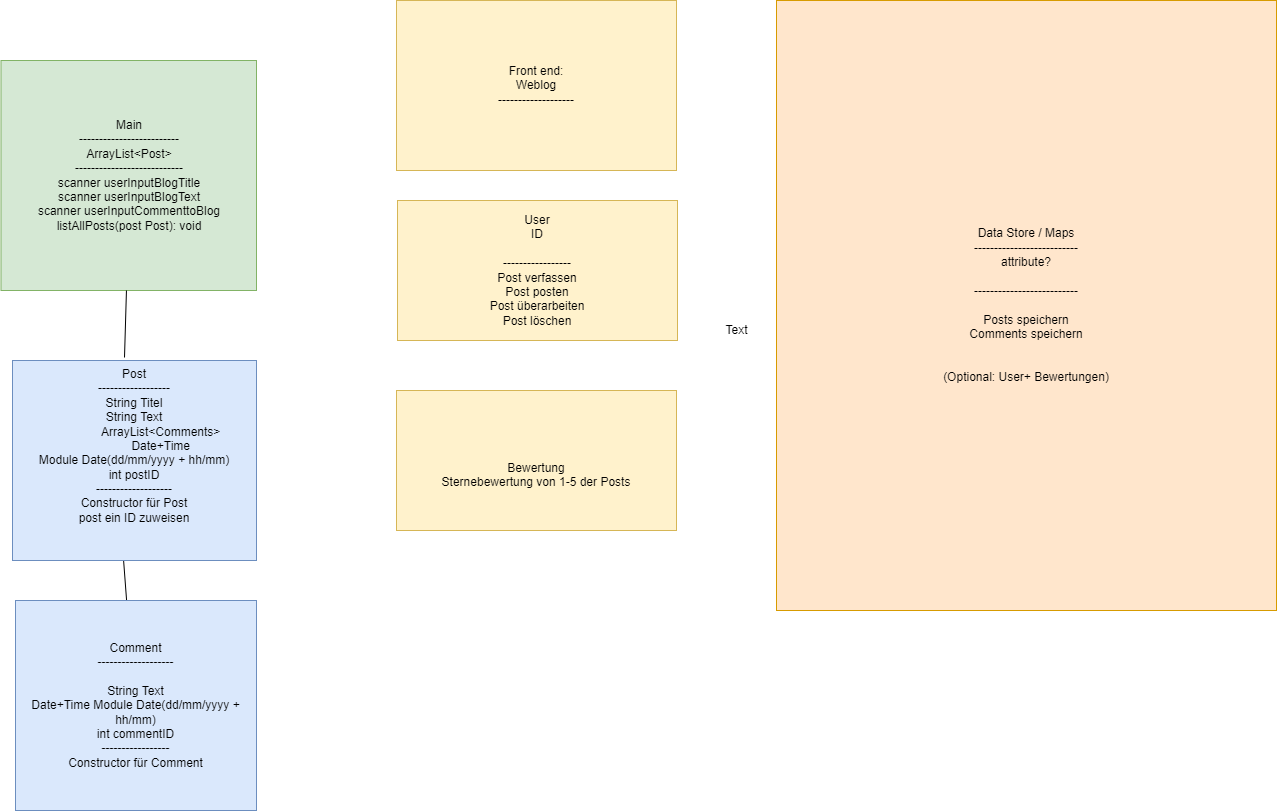 Main
-------------------------
ArrayList<Post>
---------------------------
scanner userInputBlogTitle
scanner userInputBlogText
scanner userInputCommenttoBlog
listAllPosts(post Post): void
Post
------------------
String Titel
String Text
ArrayList<Comments>
Date+Time
Module Date(dd/mm/yyyy + hh/mm)
int postID
-------------------
Constructor für Post
post ein ID zuweisen
Comment
-------------------
String Text
Date+Time Module Date(dd/mm/yyyy +
hh/mm)
int commentID
-----------------
Constructor für Comment
Front end:
Weblog
-------------------
User
ID
-----------------
Post verfassen
Post posten
Post überarbeiten
Post löschen
Bewertung
Sternebewertung von 1-5 der Posts
Text
Data Store / Maps
--------------------------
attribute?
--------------------------
Posts speichern
Comments speichern
(Optional: User+ Bewertungen)